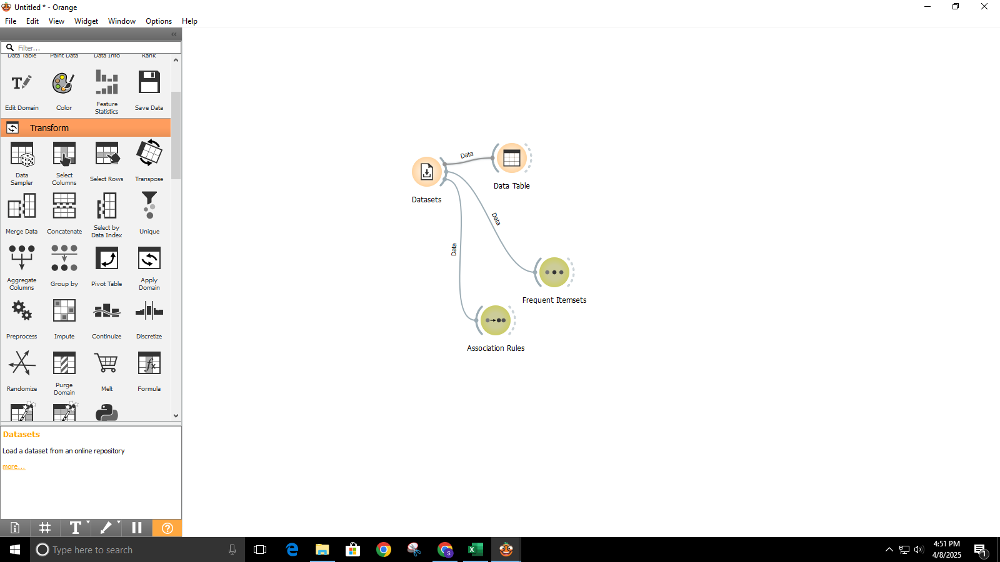 Untitled * - Orange
File Edit View Widget Window Options Help
Filter...
Data Table Paint Data Data Info Rank
Edit Domain Color Feature Statistics Save Data
Transform
Data Sampler Select Columns Select Rows Transpose
Merge Data Concatenate Select by Data Index Unique
Aggregate Columns Group by Pivot Table Apply Domain
Preprocess Impute Continuize Discretize
Randomize Purge Domain Melt Formula
Datasets
Load a dataset from an online repository
more...
Data
Data Table
Datasets
Data
Data
Frequent Itemsets
Association Rules
Type here to search
4:51 PM
4/8/2025
1